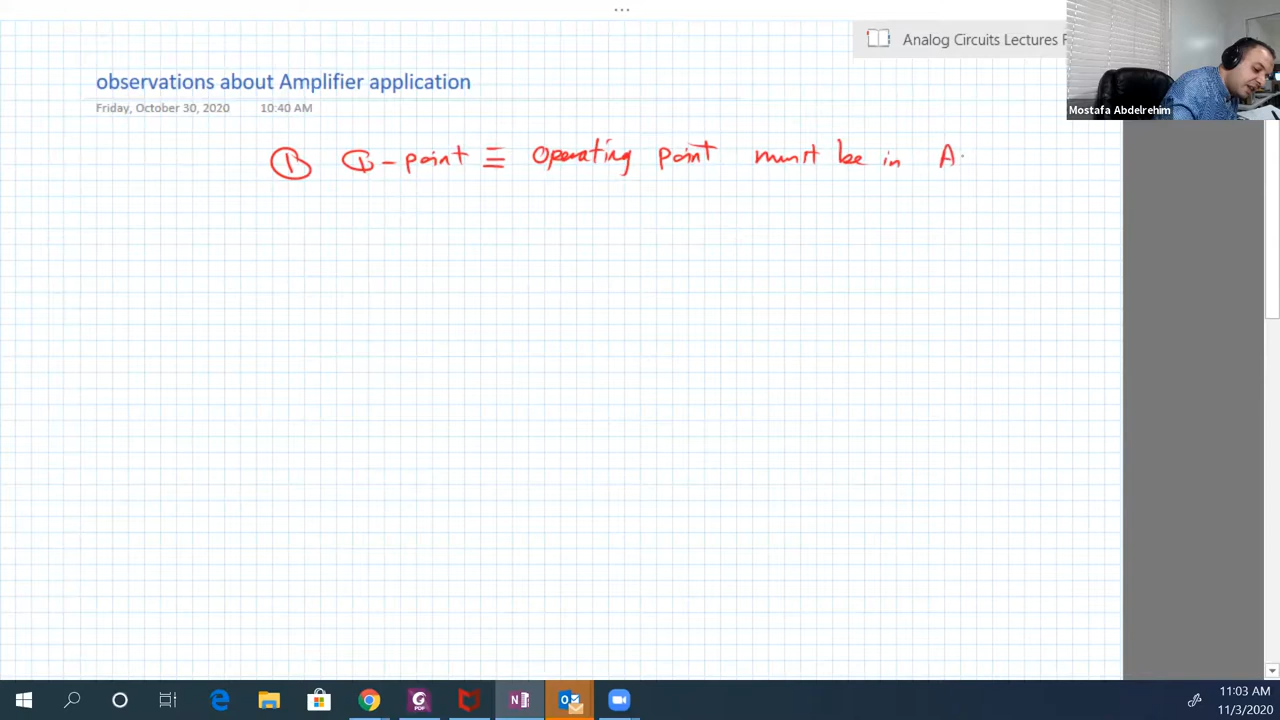 ...
Analog Circuits Lectures F
observations about Amplifier application
Friday, October 30, 2020 10:40 AM
Mostafa Abdelrehim
① Q-point ≡ Operating point must be in A.
11:03 AM
11/3/2020